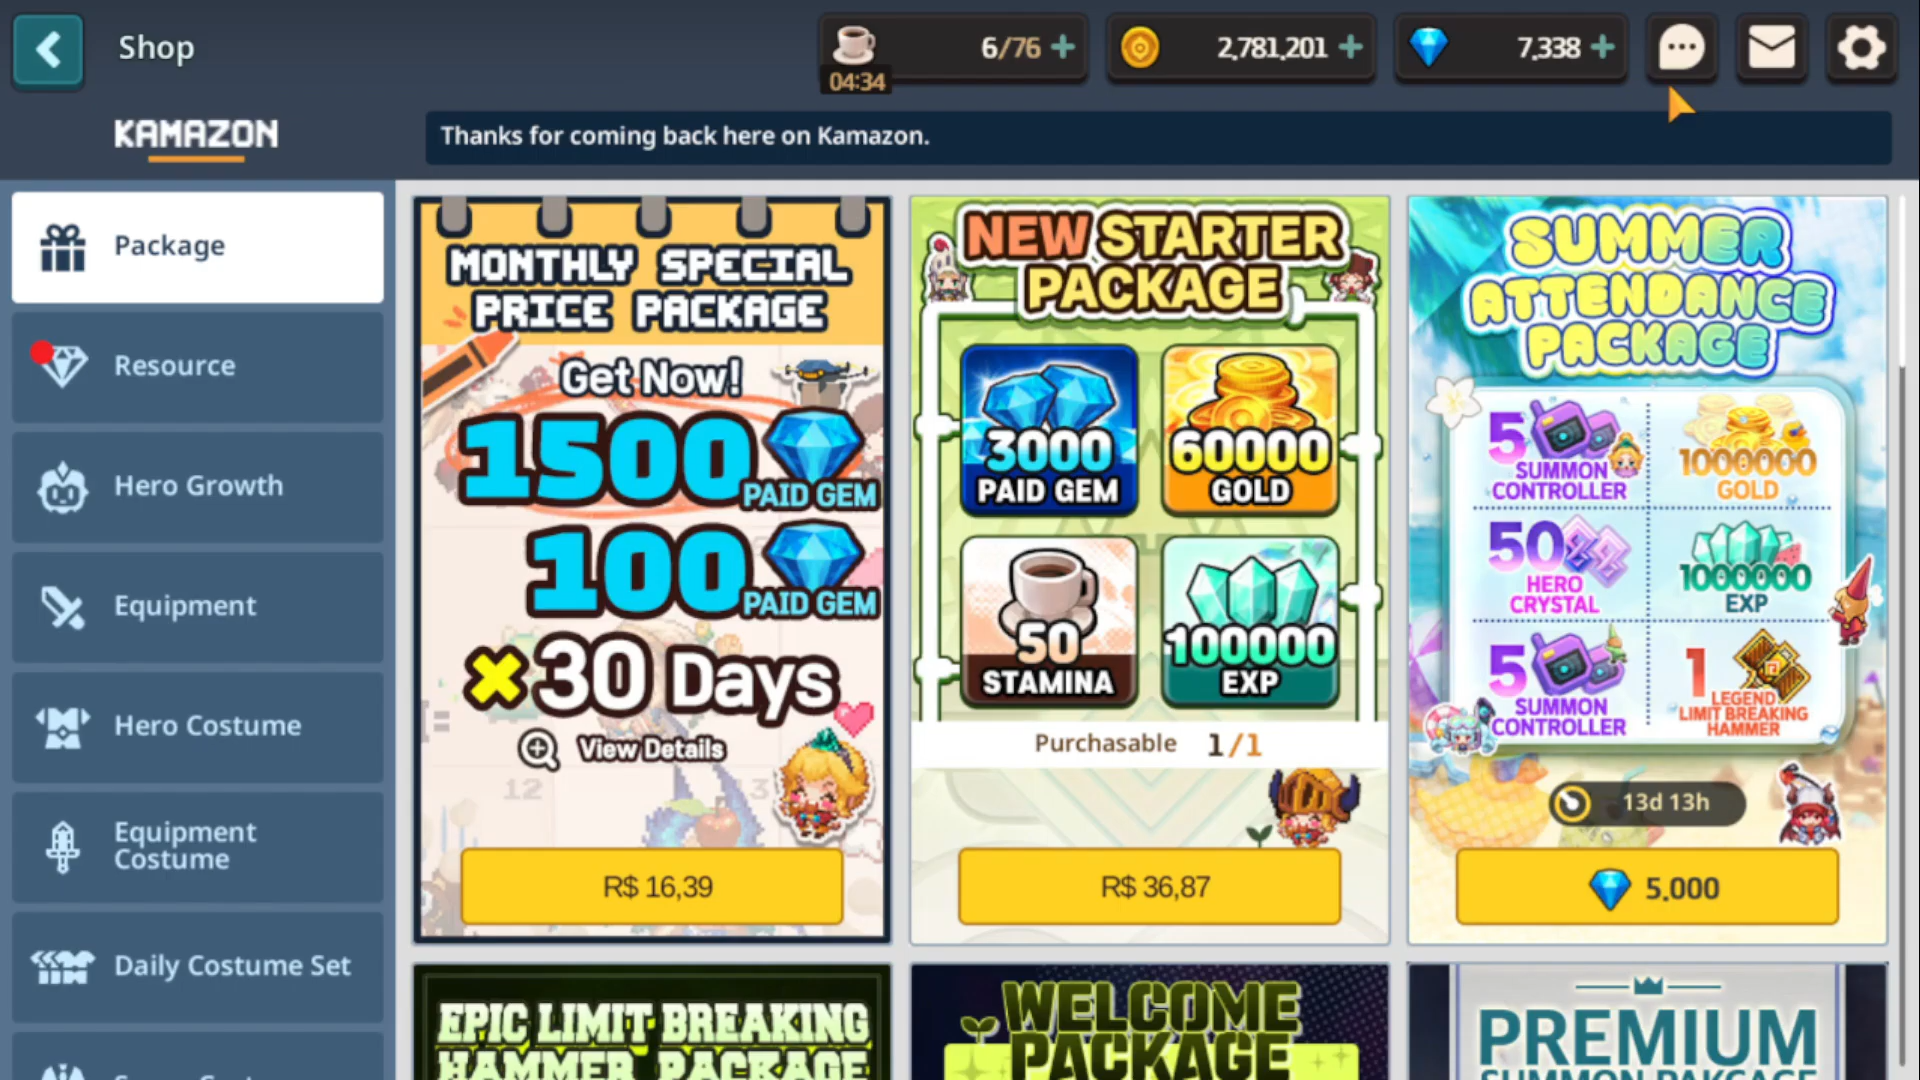 Shop
6/76
04:34
2,781,201
7,338
KAMAZON
Thanks for coming back here on Kamazon.
Package
Resource
Hero Growth
Equipment
Hero Costume
Equipment
Costume
Daily Costume Set
MONTHLY SPECIAL
PRICE PACKAGE
Get Now!
1500
PAID GEM
100
PAID GEM
×30 Days
View Details
R$ 16,39
NEW STARTER
PACKAGE
3000
PAID GEM
60000
GOLD
50
STAMINA
100000
EXP
Purchasable 1/1
R$ 36,87
SUMMER
ATTENDANCE
PACKAGE
5
SUMMON
CONTROLLER
1000000
GOLD
50
HERO
CRYSTAL
1000000
EXP
5
SUMMON
CONTROLLER
1
LEGEND
LIMIT BREAKING
HAMMER
13d 13h
5,000
EPIC LIMIT BREAKING
HAMMER PACKAGE
WELCOME
PACKAGE
PREMIUM